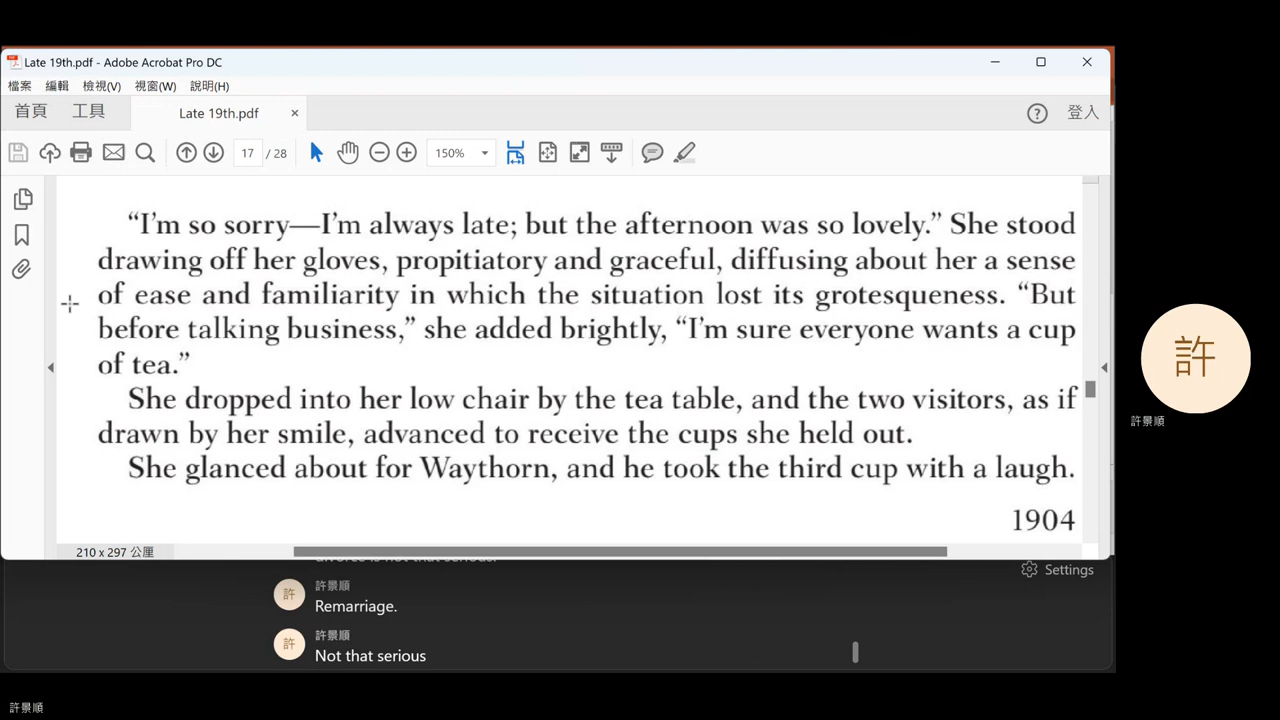 Late 19th.pdf - Adobe Acrobat Pro DC
檔案 編輯 檢視(V) 視窗(W) 說明(H)
首頁 工具 Late 19th.pdf × ? 登入
17 / 28 150%
“I’m so sorry—I’m always late; but the afternoon was so lovely.” She stood
drawing off her gloves, propitiatory and graceful, diffusing about her a sense
of ease and familiarity in which the situation lost its grotesqueness. “But
before talking business,” she added brightly, “I’m sure everyone wants a cup
of tea.”
She dropped into her low chair by the tea table, and the two visitors, as if
drawn by her smile, advanced to receive the cups she held out.
She glanced about for Waythorn, and he took the third cup with a laugh.
1904
210 x 297 公厘
許
許景順
divorce is not that serious.
Settings
許
許景順
Remarriage.
許
許景順
Not that serious
許景順